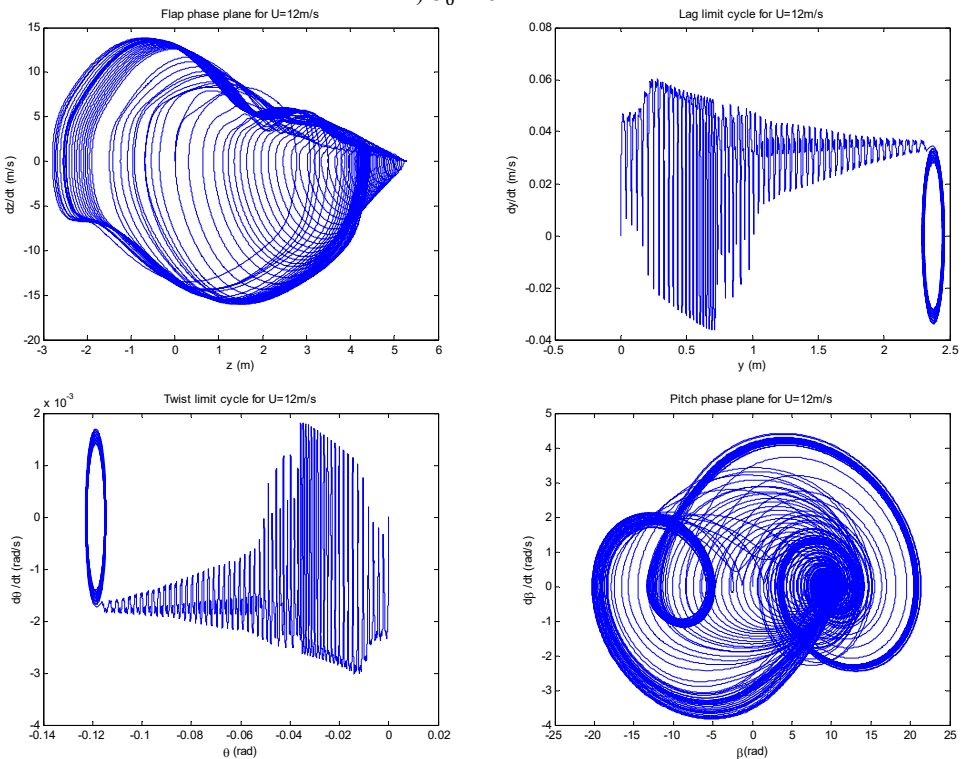 Flap phase plane for U=12m/s
15
10
5
0
-5
-10
-15
-20
dz/dt (m/s)
-3 -2 -1 0 1 2 3 4 5 6
z (m)
Lag limit cycle for U=12m/s
0.08
0.06
0.04
0.02
0
-0.02
-0.04
dy/dt (m/s)
-0.5 0 0.5 1 1.5 2 2.5
y (m)
x 10⁻³
Twist limit cycle for U=12m/s
2
1
0
-1
-2
-3
-4
dθ /dt (rad/s)
-0.14 -0.12 -0.1 -0.08 -0.06 -0.04 -0.02 0 0.02
θ (rad)
Pitch phase plane for U=12m/s
5
4
3
2
1
0
-1
-2
-3
-4
dβ /dt (rad/s)
-25 -20 -15 -10 -5 0 5 10 15 20 25
β(rad)